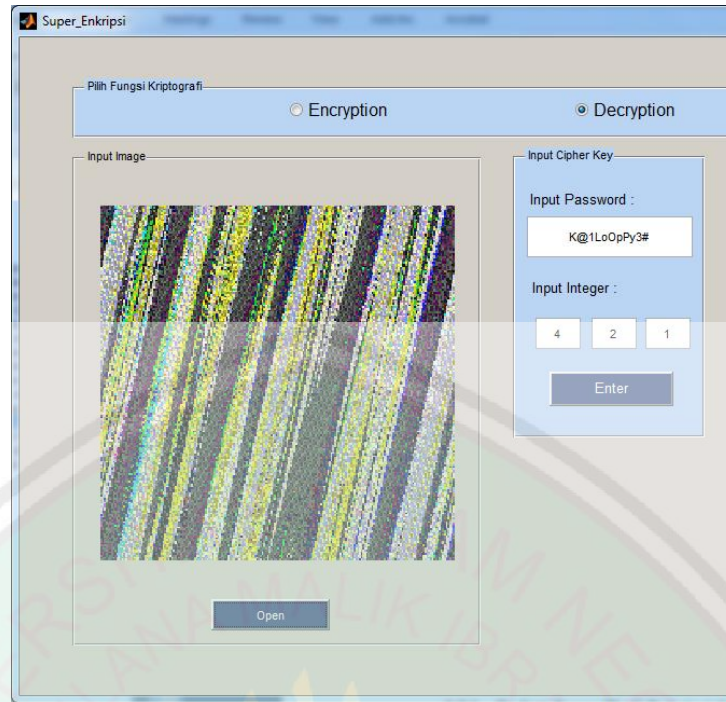 Super_Enkripsi
Pilih Fungsi Kriptografi
Encryption
Decryption
Input Image
Input Cipher Key
Input Password :
K@1LoOpPy3#
Input Integer :
4 2 1
Enter
Open